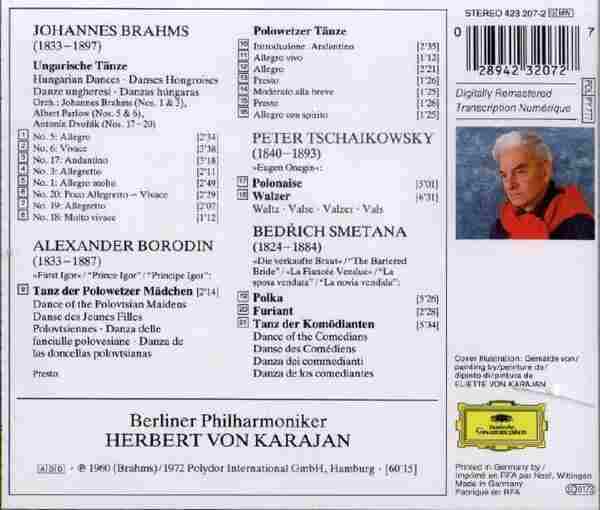 JOHANNES BRAHMS
(1833–1897)
Ungarische Tänze
Hungarian Dances · Danses Hongroises
Danze ungheresi · Danzas húngaras
Orch.: Johannes Brahms (Nos. 1 & 3),
Albert Parlow (Nos. 5 & 6),
Antonín Dvořák (Nos. 17–20)
1 No. 5: Allegro [2'34]
2 No. 6: Vivace [3'38]
3 No. 17: Andantino [3'18]
4 No. 3: Allegretto [2'11]
5 No. 1: Allegro molto [2'49]
6 No. 20: Poco Allegretto – Vivace [2'29]
7 No. 19: Allegretto [2'07]
8 No. 18: Molto vivace [1'12]
ALEXANDER BORODIN
(1833–1887)
»Fürst Igor« / "Prince Igor" / "Principe Igor":
9 Tanz der Polowetzer Mädchen [2'14]
Dance of the Polovtsian Maidens
Danse des Jeunes Filles
Polovtsiennes · Danza delle
fanciulle polovesiane · Danza de
las doncellas polovtsianas
Presto
Polowetzer Tänze
10 Introduzione. Andantino [2'35]
11 Allegro vivo [1'12]
12 Allegro [2'21]
13 Presto [1'26]
14 Moderato alla breve [1'25]
15 Presto [1'26]
16 Allegro con spirito [1'25]
PETER TSCHAIKOWSKY
(1840–1893)
»Eugen Onegin«:
17 Polonaise [5'01]
18 Walzer [6'31]
Waltz · Valse · Valzer · Vals
BEDŘICH SMETANA
(1824–1884)
»Die verkaufte Braut« / "The Bartered
Bride" / «La Fiancée Vendue» / "La
sposa venduta" / "La novia vendida":
19 Polka [5'26]
20 Furiant [2'28]
21 Tanz der Komödianten [5'34]
Dance of the Comedians
Danse des Comédiens
Danza dei commedianti
Danza de los comediantes
Berliner Philharmoniker
HERBERT VON KARAJAN
ADD · ℗ 1960 (Brahms) / 1972 Polydor International GmbH, Hamburg · [60'15]
STEREO 423 207-2 GMPN
0 28942 32072 7
Digitally Remastered
Transcription Numérique
Cover Illustration: Gemälde von /
painting by / peinture de /
dipinto di / pintura de
ELIETTE VON KARAJAN
Deutsche
Grammophon
Printed in Germany by /
Imprimé en RFA par Neef, Wittingen
Made in Germany
Fabriqué en RFA